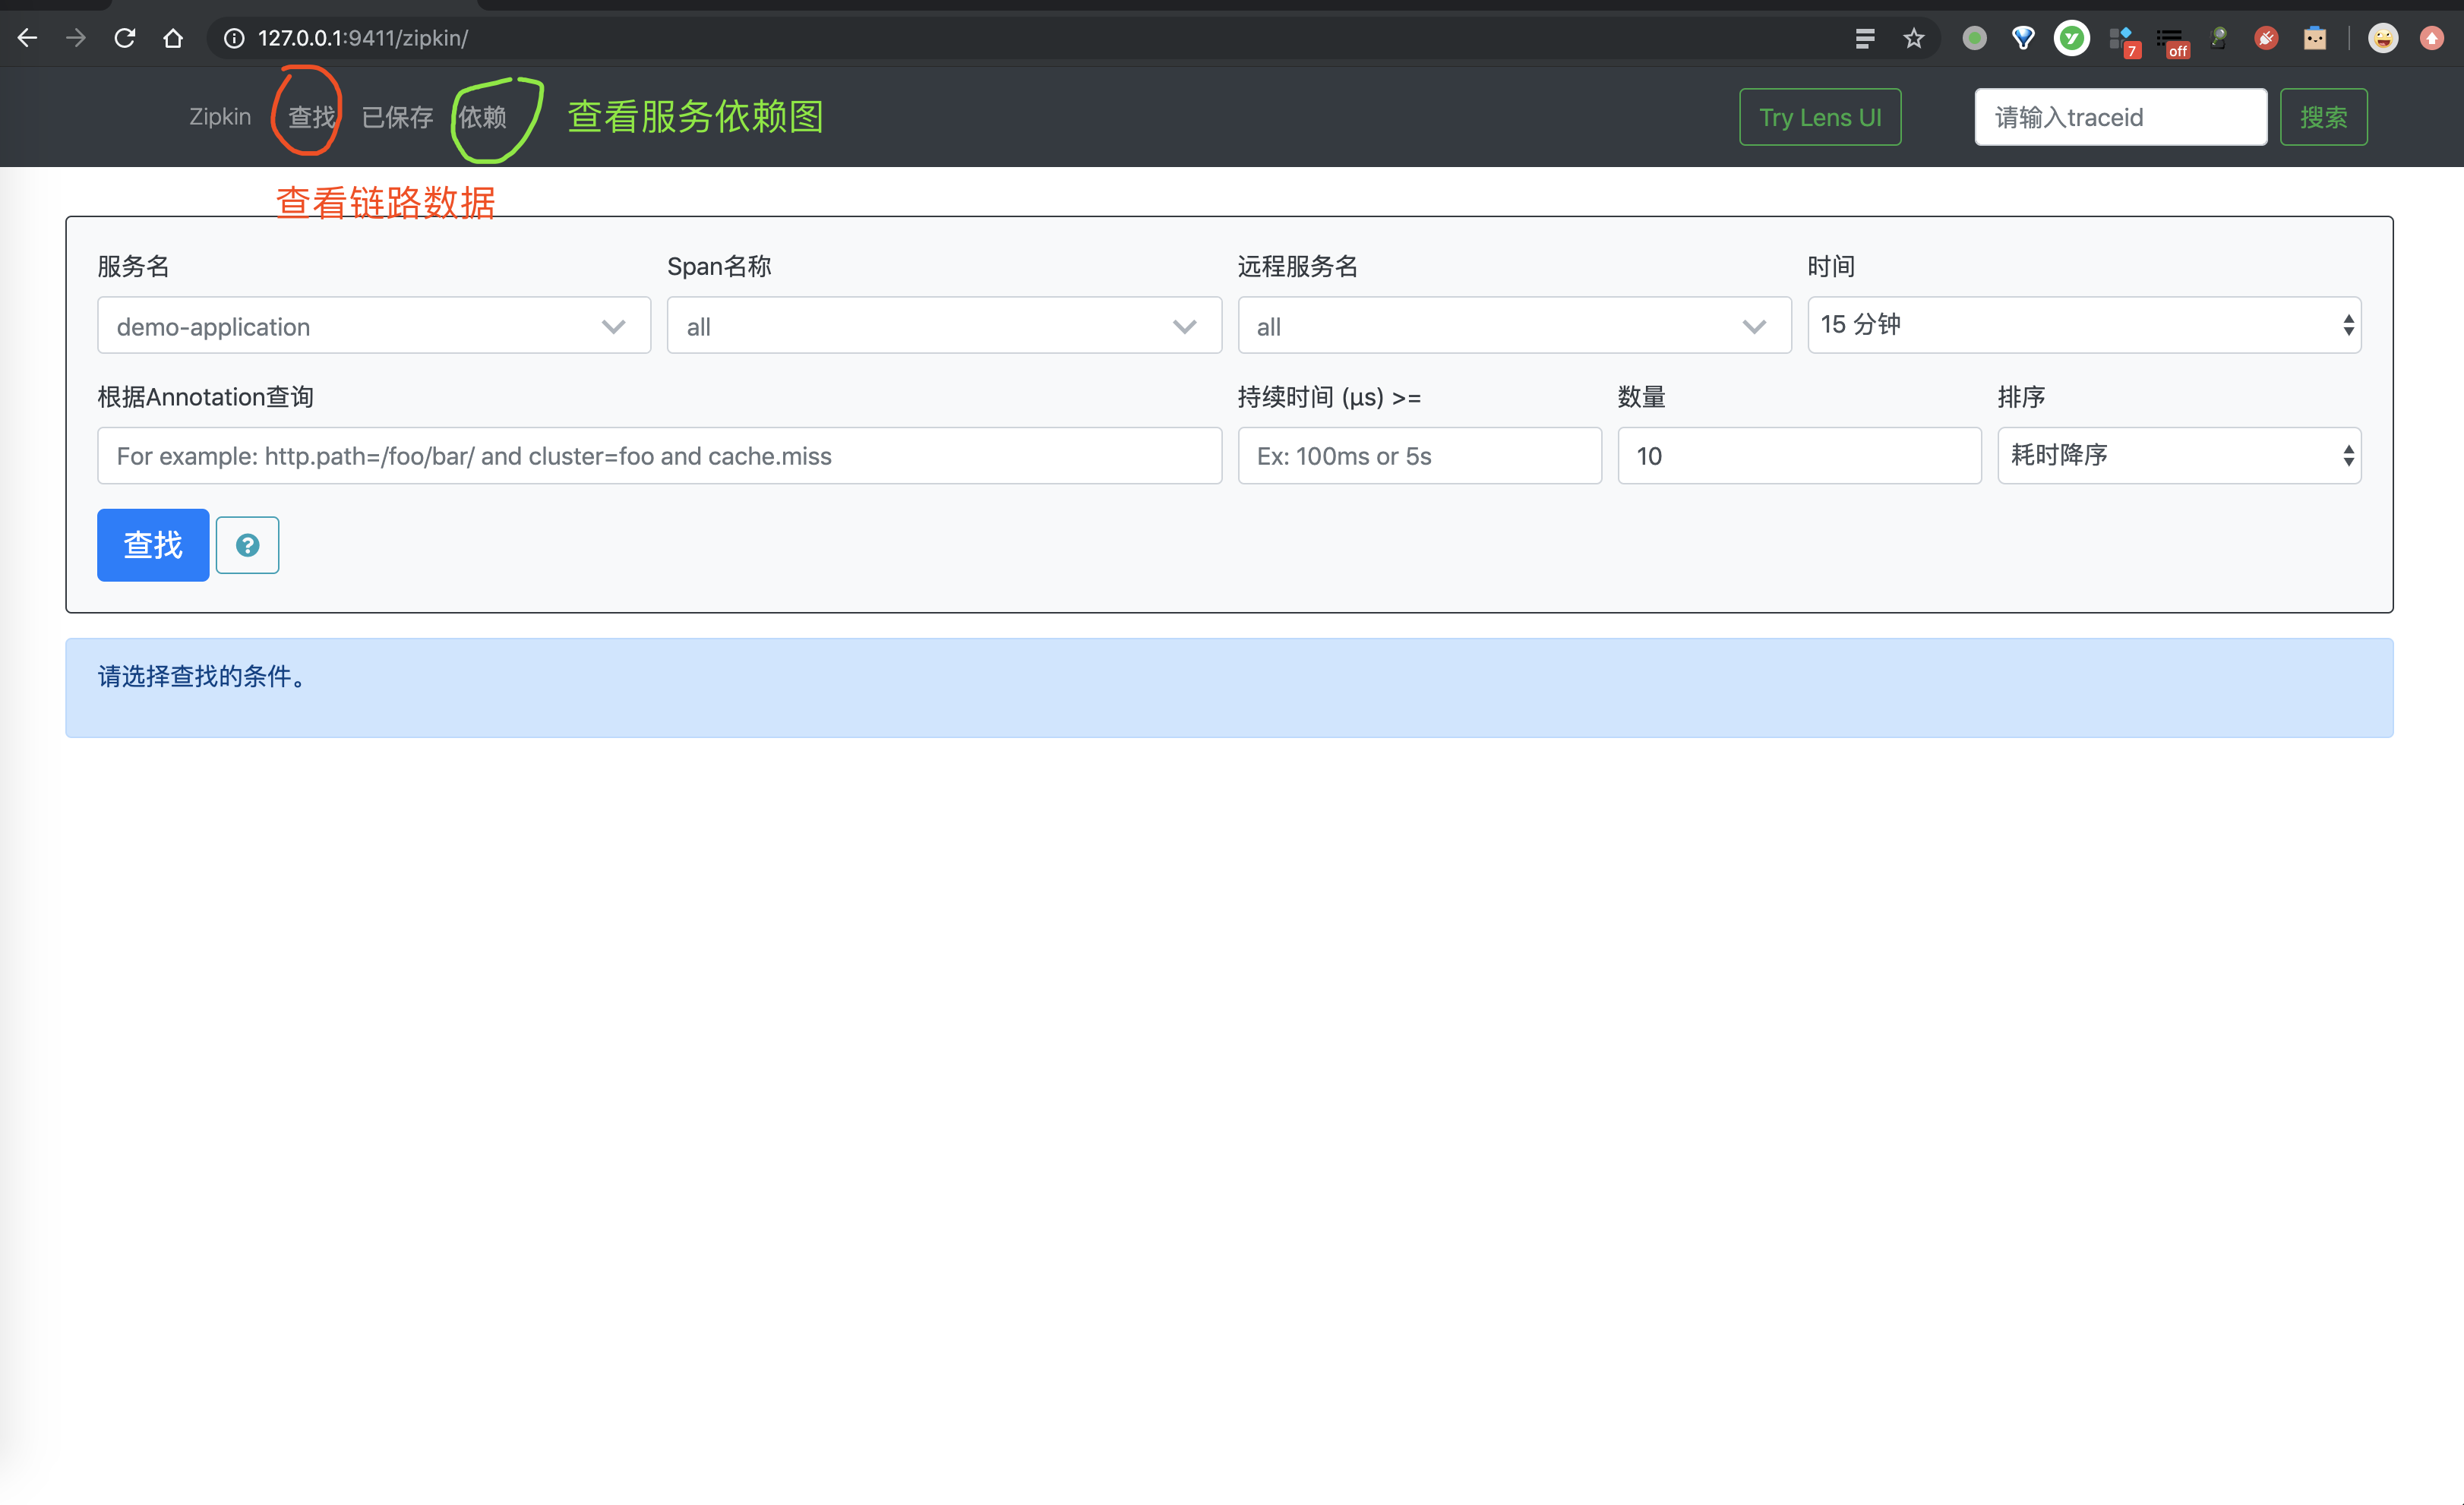 127.0.0.1:9411/zipkin/
7
off
Zipkin 查找 已保存 依赖 查看服务依赖图 Try Lens UI 请输入traceid 搜索
查看链路数据
服务名 Span名称 远程服务名 时间
demo-application all all 15 分钟
根据Annotation查询 持续时间 (μs) >= 数量 排序
For example: http.path=/foo/bar/ and cluster=foo and cache.miss Ex: 100ms or 5s 10 耗时降序
查找 ?
请选择查找的条件。